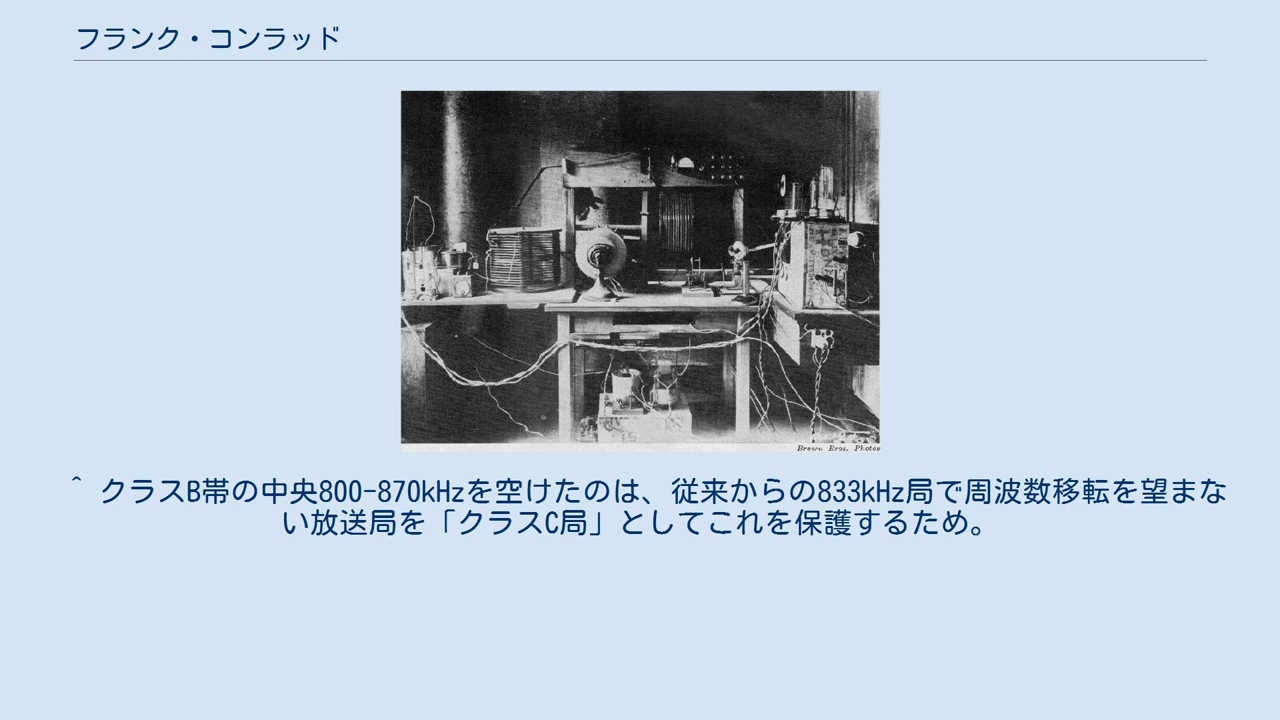 フランク・コンラッド
Brown Bros. Photos
^ クラスB帯の中央800-870kHzを空けたのは、従来からの833kHz局で周波数移転を望まな
い放送局を「クラスC局」としてこれを保護するため。